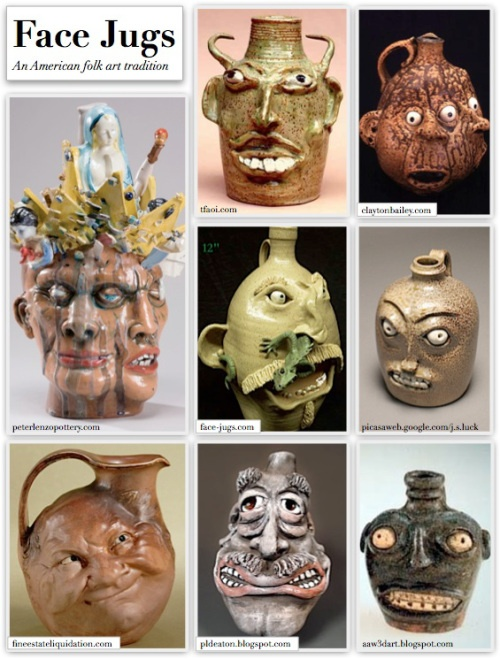 Face Jugs
An American folk art tradition
tfaoi.com
claytonbailey.com
12"
peterlenzopottery.com
face-jugs.com
picasaweb.google.com/j.s.luck
fineestateliquidation.com
pldeaton.blogspot.com
aaw3dart.blogspot.com